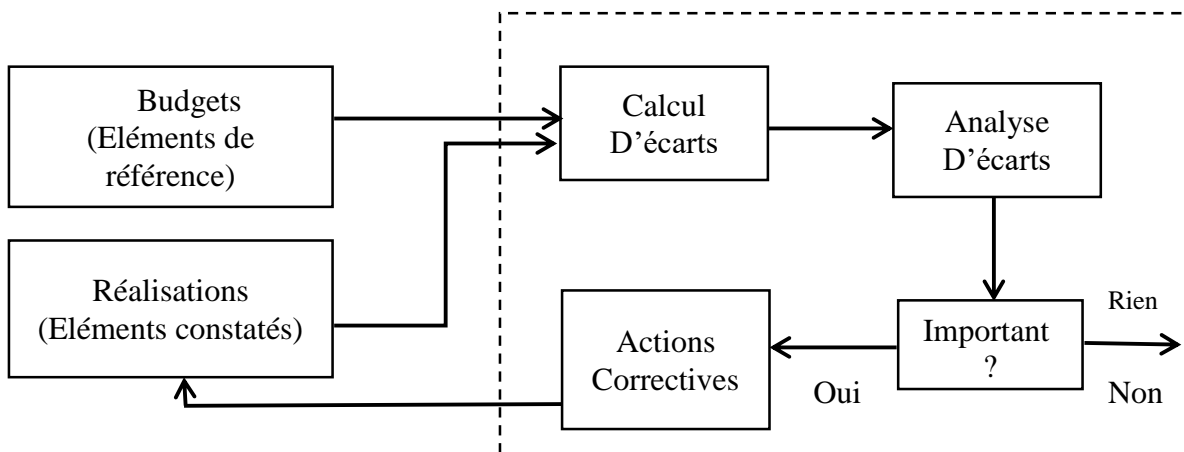 Budgets
(Eléments de
référence)
Calcul
D’écarts
Analyse
D’écarts
Réalisations
(Eléments constatés)
Actions
Correctives
Important
?
Rien
Oui
Non